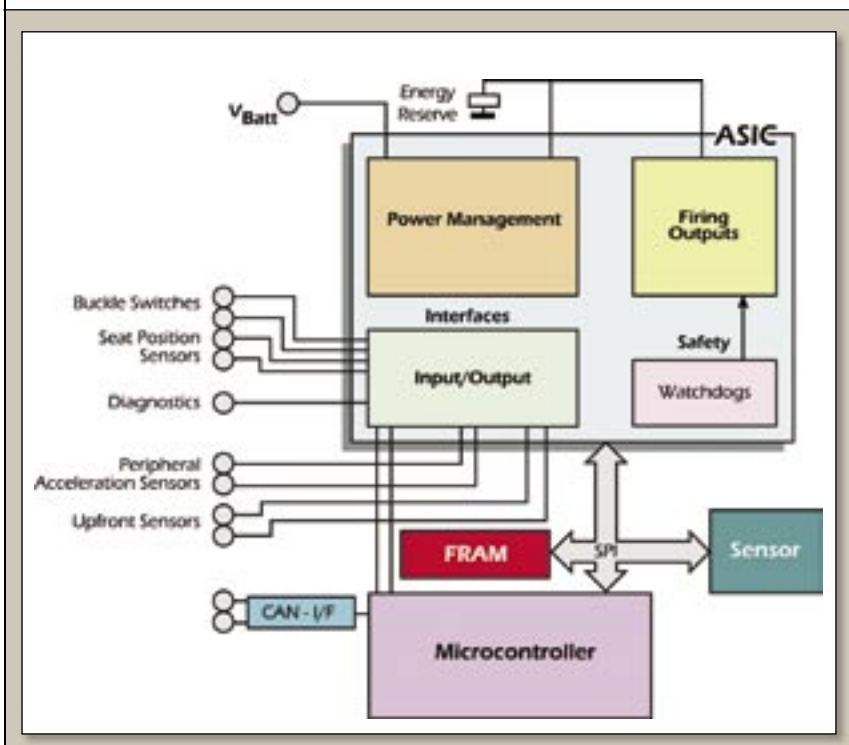 Energy
Reserve
VBatt
ASIC
Power Management
Firing
Outputs
Buckle Switches
Interfaces
Seat Position
Sensors
Safety
Input/Output
Watchdogs
Diagnostics
Peripheral
Acceleration Sensors
Upfront Sensors
FRAM
SPI
Sensor
CAN - I/F
Microcontroller